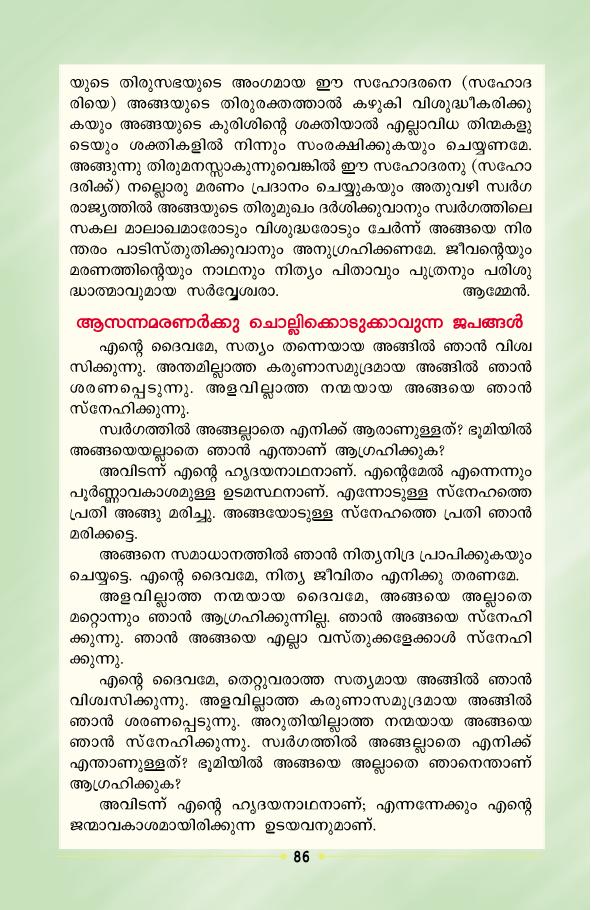 യുടെ തിരുസഭയുടെ അംഗമായ ഈ സഹോദരനെ (സഹോദ
രിയെ) അങ്ങയുടെ തിരുരക്തത്താൽ കഴുകി വിശുദ്ധീകരിക്കു
കയും അങ്ങയുടെ കുരിശിന്റെ ശക്തിയാൽ എല്ലാവിധ തിന്മകളു
ടെയും ശക്തികളിൽ നിന്നും സംരക്ഷിക്കുകയും ചെയ്യണമേ.
അങ്ങുന്നു തിരുമനസ്സാകുന്നുവെങ്കിൽ ഈ സഹോദരനു (സഹോ
ദരിക്ക്) നല്ലൊരു മരണം പ്രദാനം ചെയ്യുകയും അതുവഴി സ്വർഗ
രാജ്യത്തിൽ അങ്ങയുടെ തിരുമുഖം ദർശിക്കുവാനും സ്വർഗത്തിലെ
സകല മാലാഖമാരോടും വിശുദ്ധരോടും ചേർന്ന് അങ്ങയെ നിര
ന്തരം പാടിസ്തുതിക്കുവാനും അനുഗ്രഹിക്കണമേ. ജീവന്റെയും
മരണത്തിന്റെയും നാഥനും നിത്യം പിതാവും പുത്രനും പരിശു
ദ്ധാത്മാവുമായ സർവ്വേശ്വരാ. ആമ്മേൻ.
ആസന്നമരണർക്കു ചൊല്ലിക്കൊടുക്കാവുന്ന ജപങ്ങൾ
എന്റെ ദൈവമേ, സത്യം തന്നെയായ അങ്ങിൽ ഞാൻ വിശ്വ
സിക്കുന്നു. അന്തമില്ലാത്ത കരുണാസമുദ്രമായ അങ്ങിൽ ഞാൻ
ശരണപ്പെടുന്നു. അളവില്ലാത്ത നന്മയായ അങ്ങയെ ഞാൻ
സ്നേഹിക്കുന്നു.
സ്വർഗത്തിൽ അങ്ങല്ലാതെ എനിക്ക് ആരാണുള്ളത്? ഭൂമിയിൽ
അങ്ങയെയല്ലാതെ ഞാൻ എന്താണ് ആഗ്രഹിക്കുക?
അവിടന്ന് എന്റെ ഹൃദയനാഥനാണ്. എന്റെമേൽ എന്നെന്നും
പൂർണ്ണാവകാശമുള്ള ഉടമസ്ഥനാണ്. എന്നോടുള്ള സ്നേഹത്തെ
പ്രതി അങ്ങു മരിച്ചു. അങ്ങയോടുള്ള സ്നേഹത്തെ പ്രതി ഞാൻ
മരിക്കട്ടെ.
അങ്ങനെ സമാധാനത്തിൽ ഞാൻ നിത്യനിദ്ര പ്രാപിക്കുകയും
ചെയ്യട്ടെ. എന്റെ ദൈവമേ, നിത്യ ജീവിതം എനിക്കു തരണമേ.
അളവില്ലാത്ത നന്മയായ ദൈവമേ, അങ്ങയെ അല്ലാതെ
മറ്റൊന്നും ഞാൻ ആഗ്രഹിക്കുന്നില്ല. ഞാൻ അങ്ങയെ സ്നേഹി
ക്കുന്നു. ഞാൻ അങ്ങയെ എല്ലാ വസ്തുക്കളേക്കാൾ സ്നേഹി
ക്കുന്നു.
എന്റെ ദൈവമേ, തെറ്റുവരാത്ത സത്യമായ അങ്ങിൽ ഞാൻ
വിശ്വസിക്കുന്നു. അളവില്ലാത്ത കരുണാസമുദ്രമായ അങ്ങിൽ
ഞാൻ ശരണപ്പെടുന്നു. അറുതിയില്ലാത്ത നന്മയായ അങ്ങയെ
ഞാൻ സ്നേഹിക്കുന്നു. സ്വർഗത്തിൽ അങ്ങല്ലാതെ എനിക്ക്
എന്താണുള്ളത്? ഭൂമിയിൽ അങ്ങയെ അല്ലാതെ ഞാനെന്താണ്
ആഗ്രഹിക്കുക?
അവിടന്ന് എന്റെ ഹൃദയനാഥനാണ്; എന്നന്നേക്കും എന്റെ
ജന്മാവകാശമായിരിക്കുന്ന ഉടയവനുമാണ്.
86